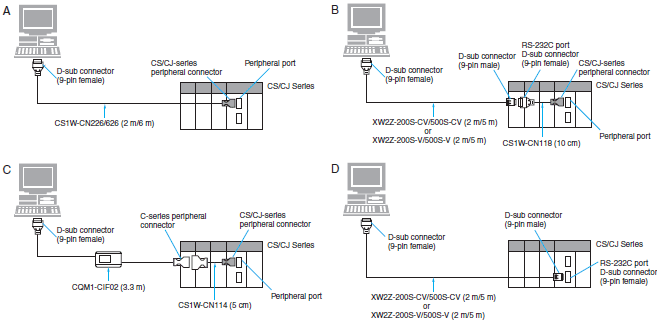 A
D-sub connector
(9-pin female)
CS/CJ-series
peripheral connector
Peripheral port
CS/CJ Series
CS1W-CN226/626 (2 m/6 m)
B
D-sub connector
(9-pin female)
D-sub connector
(9-pin male)
RS-232C port
D-sub connector
(9-pin female)
CS/CJ-series
peripheral connector
CS/CJ Series
XW2Z-200S-CV/500S-CV (2 m/5 m)
or
XW2Z-200S-V/500S-V (2 m/5 m)
CS1W-CN118 (10 cm)
Peripheral port
C
D-sub connector
(9-pin female)
C-series peripheral
connector
CS/CJ-series
peripheral connector
CS/CJ Series
CQM1-CIF02 (3.3 m)
CS1W-CN114 (5 cm)
Peripheral port
D
D-sub connector
(9-pin female)
D-sub connector
(9-pin male)
CS/CJ Series
RS-232C port
D-sub connector
(9-pin female)
XW2Z-200S-CV/500S-CV (2 m/5 m)
or
XW2Z-200S-V/500S-V (2 m/5 m)